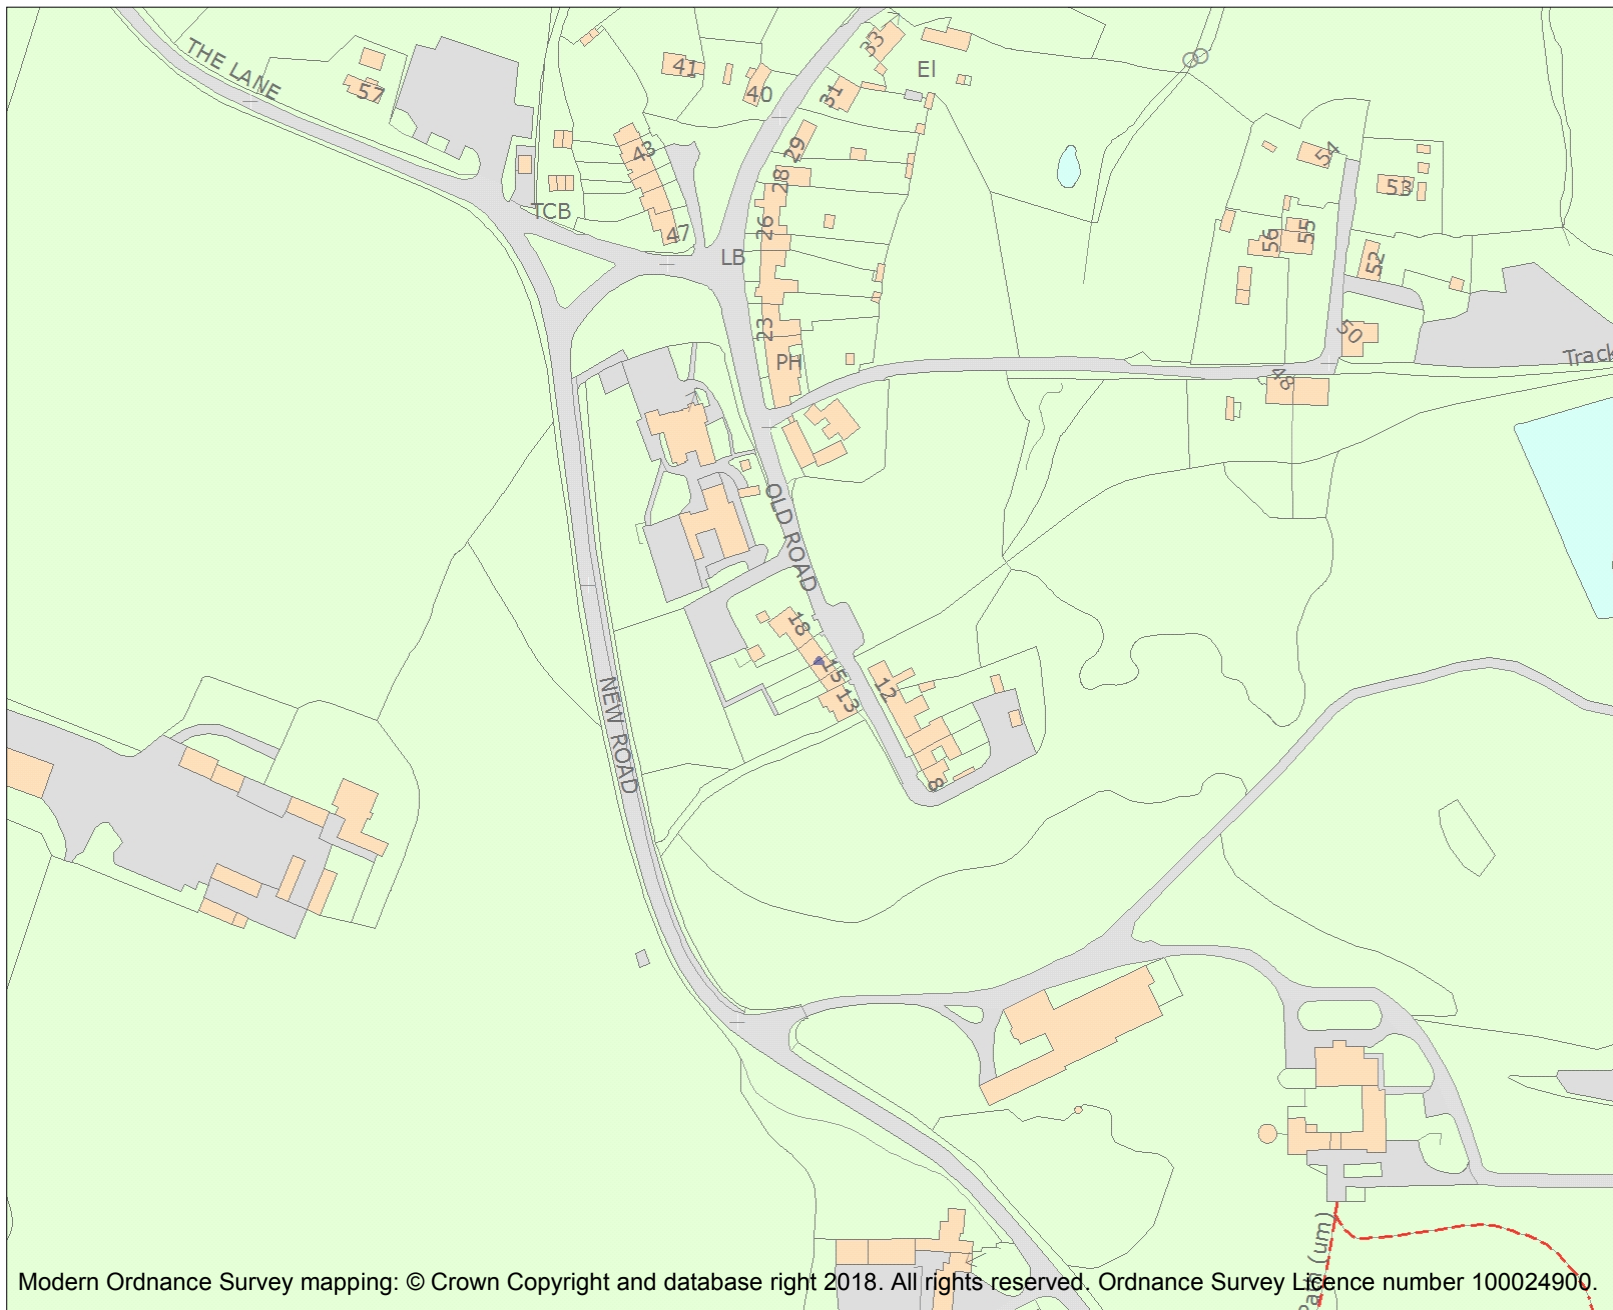 THE LANE
57
41
40
33
El
31
29
43
28
TCB
47
26
LB
23
PH
54
53
56
55
52
50
Track
48
OLD ROAD
18
15
13
12
8
NEW ROAD
Path (um)
Modern Ordnance Survey mapping: © Crown Copyright and database right 2018. All rights reserved. Ordnance Survey Licence number 100024900.